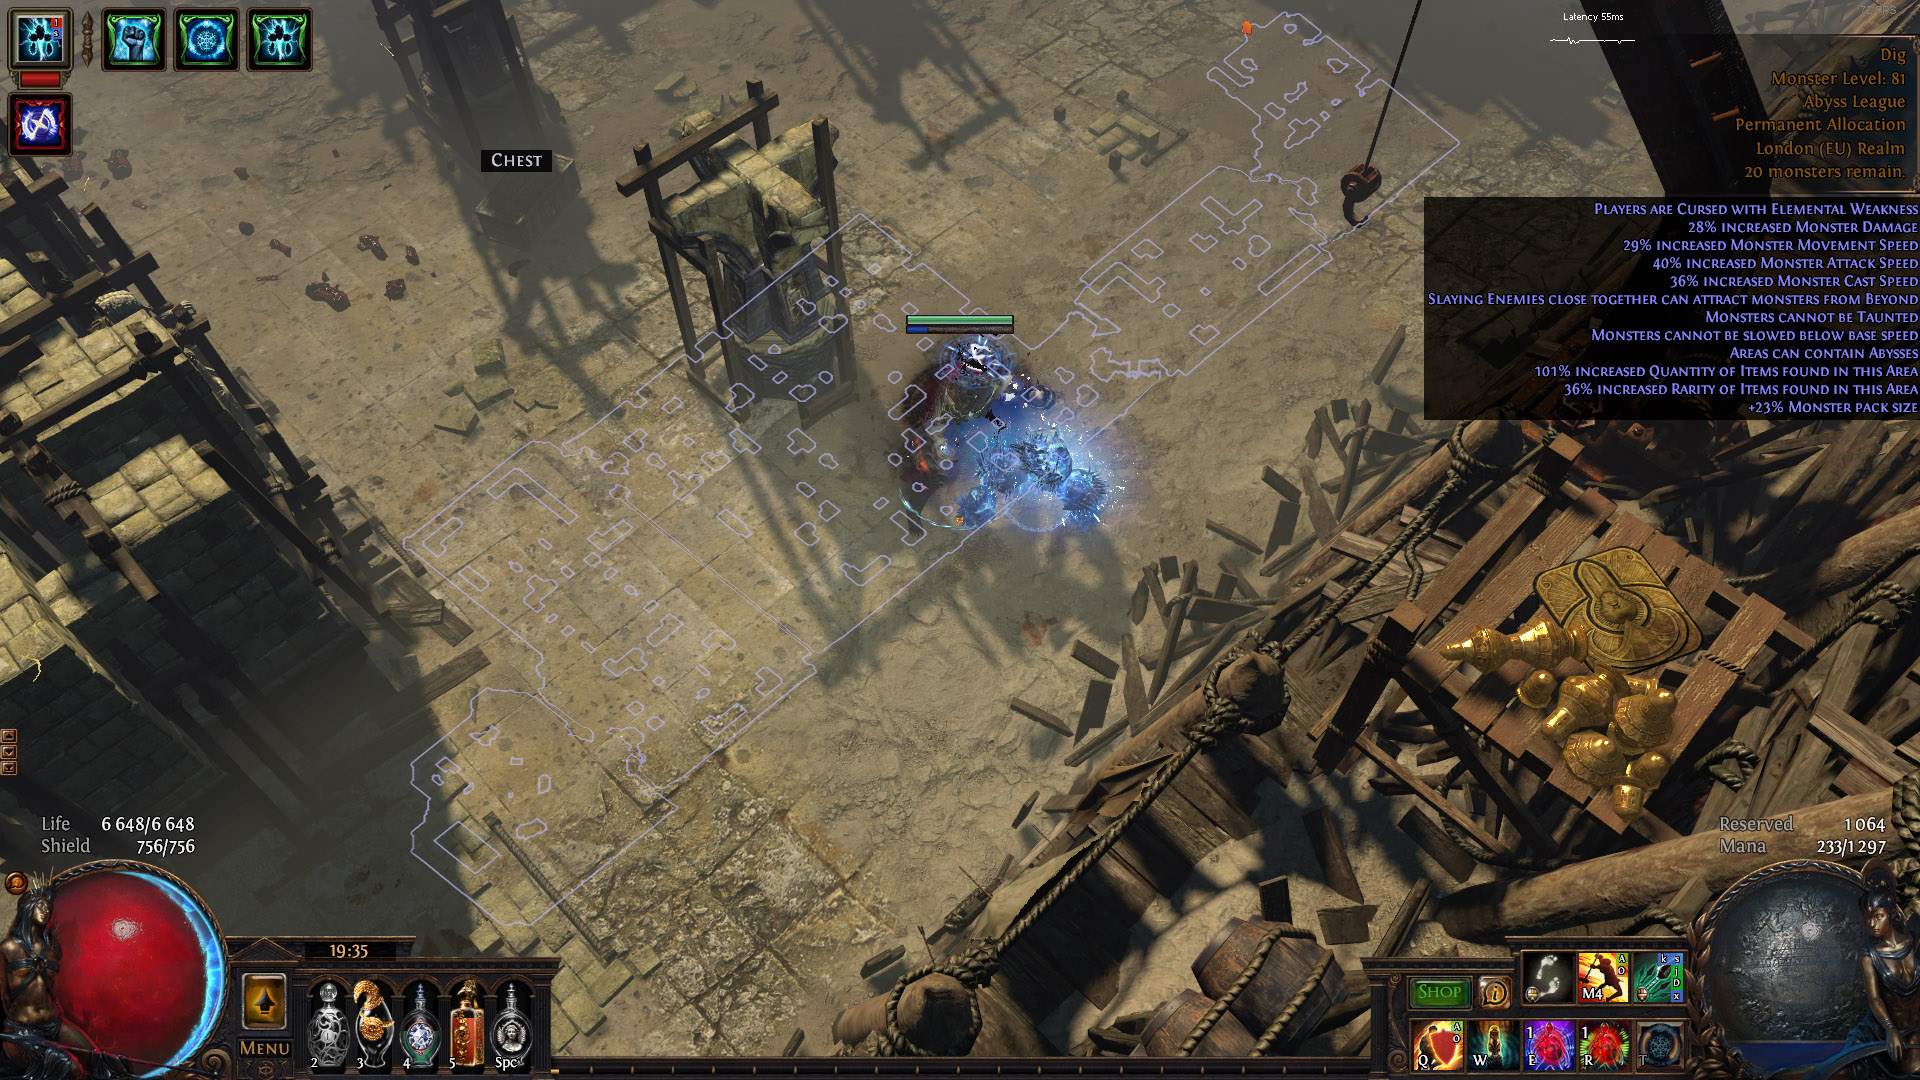 Latency 55ms
Dig
Monster Level: 81
Abyss League
Permanent Allocation
London (EU) Realm
20 monsters remain.
Chest
Players are Cursed with Elemental Weakness
28% increased Monster Damage
29% increased Monster Movement Speed
40% increased Monster Attack Speed
36% increased Monster Cast Speed
Slaying Enemies close together can attract monsters from Beyond
Monsters cannot be Taunted
Monsters cannot be slowed below base speed
Areas can contain Abysses
101% increased Quantity of Items found in this Area
36% increased Rarity of Items found in this Area
+23% Monster pack size
Life 6 648/6 648
Shield 756/756
Reserved 1 064
Mana 233/1 297
19:35
Menu
2 3 4 5 Spc
Shop
M4
Q W E R T